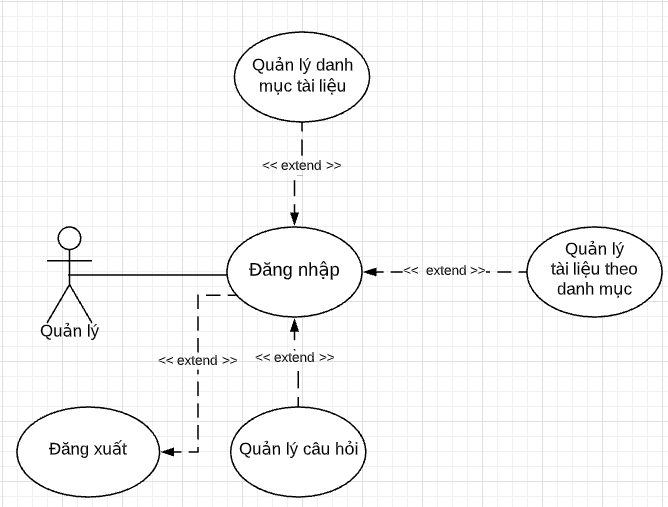 Quản lý danh
mục tài liệu
<< extend >>
Đăng nhập
<< extend >>
Quản lý
tài liệu theo
danh mục
Quản lý
<< extend >>
<< extend >>
Đăng xuất
Quản lý câu hỏi